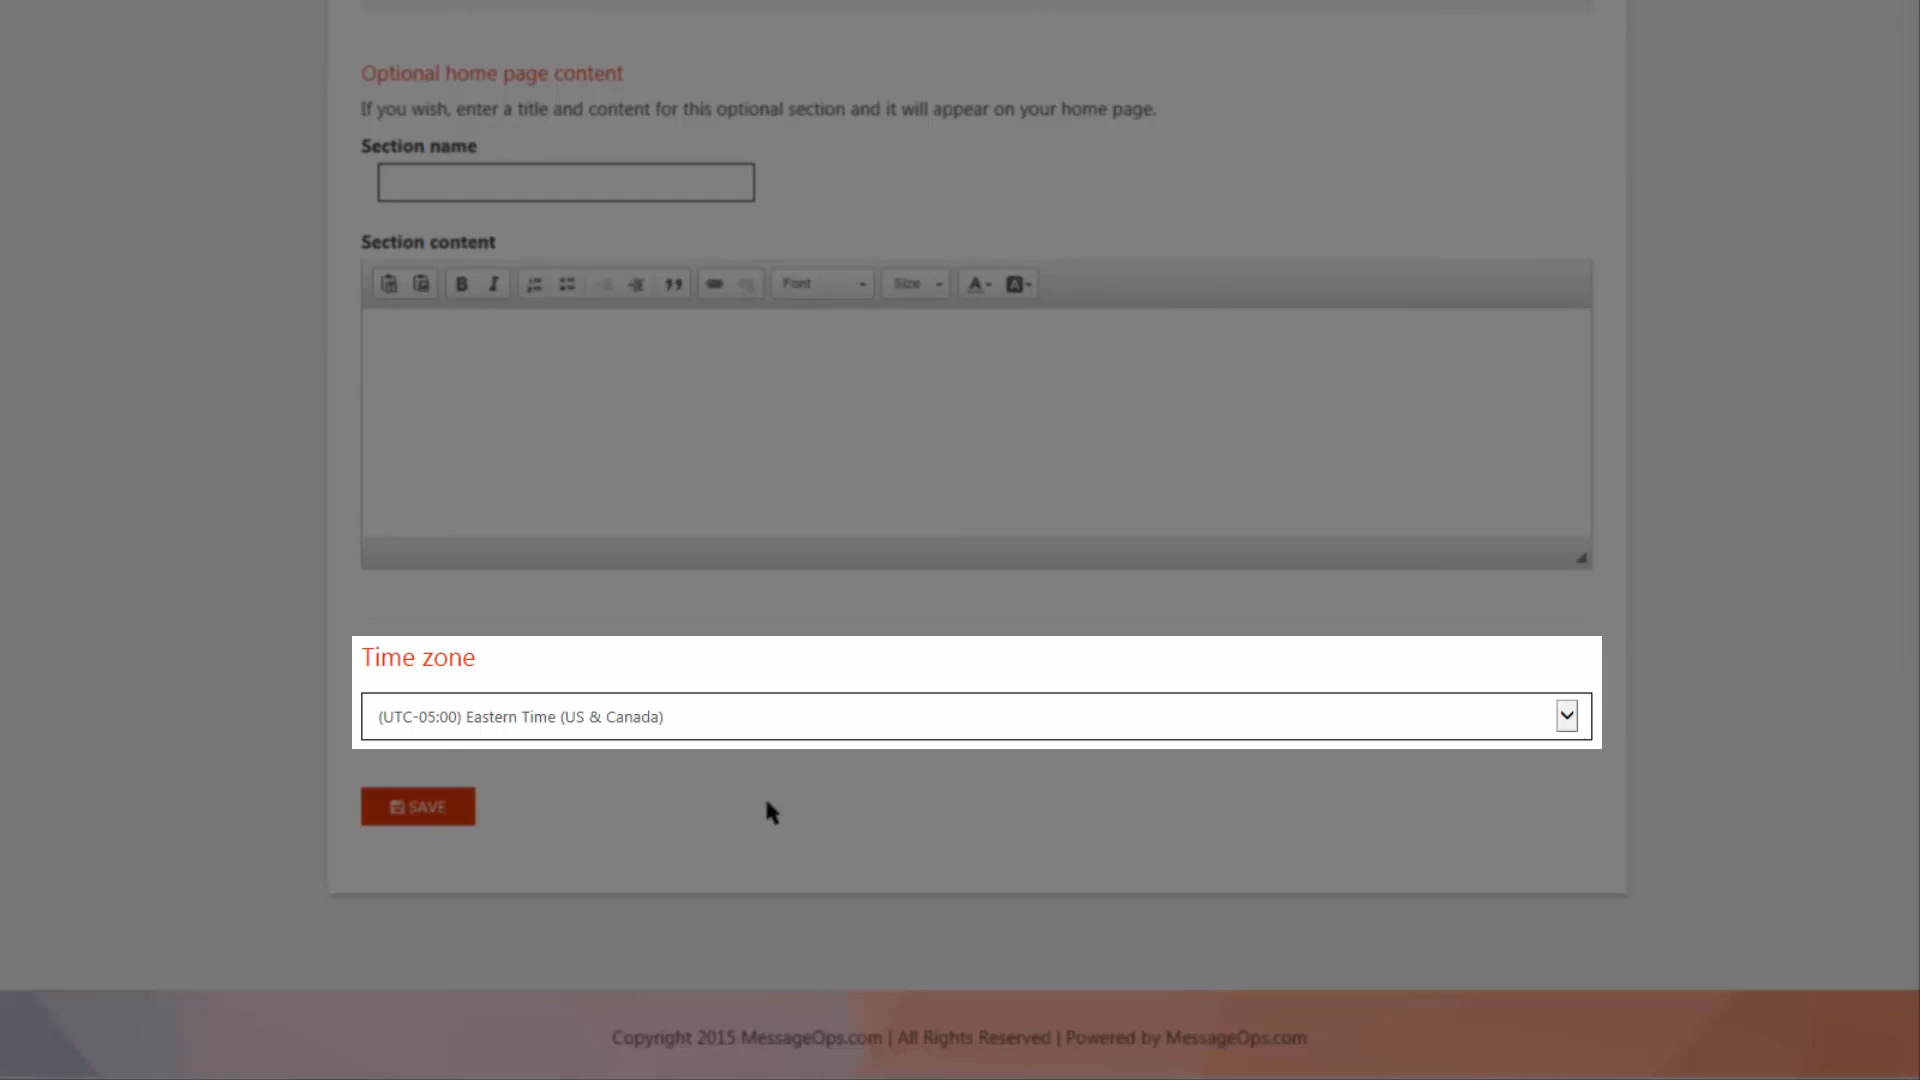 Optional home page content
If you wish, enter a title and content for this optional section and it will appear on your home page.
Section name
Section content
B I Font Size A A
Time zone
(UTC-05:00) Eastern Time (US & Canada)
SAVE
Copyright 2015 MessageOps.com | All Rights Reserved | Powered by MessageOps.com